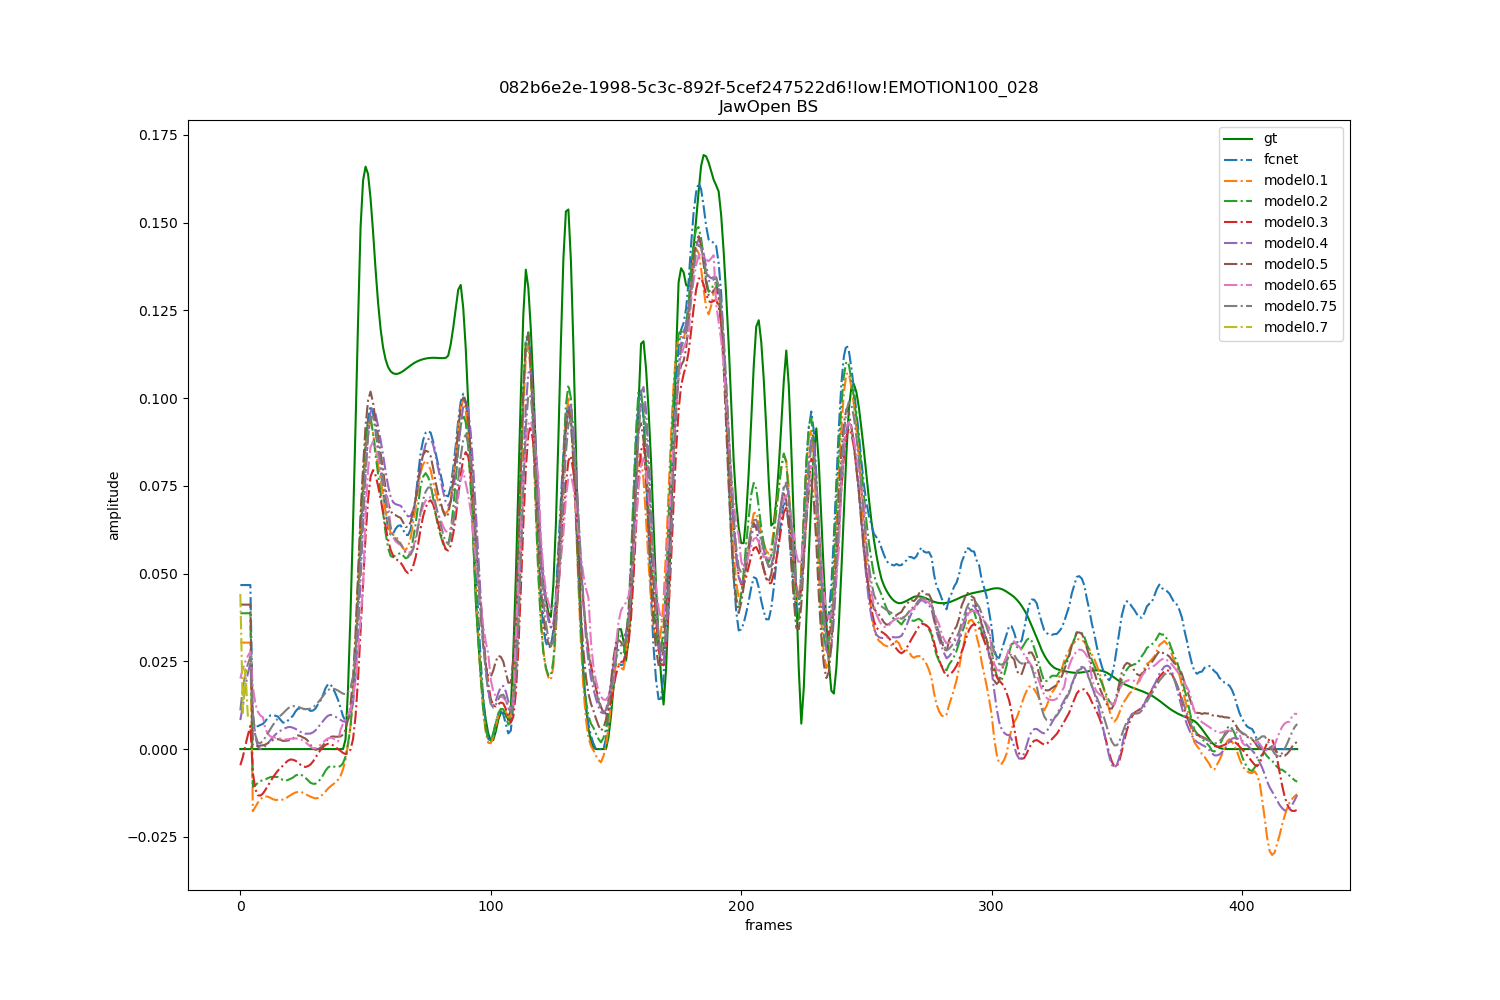 082b6e2e-1998-5c3c-892f-5cef247522d6!low!EMOTION100_028
JawOpen BS
gt
fcnet
model0.1
model0.2
model0.3
model0.4
model0.5
model0.65
model0.75
model0.7
0.175
0.150
0.125
0.100
0.075
0.050
0.025
0.000
−0.025
amplitude
0
100
200
300
400
frames